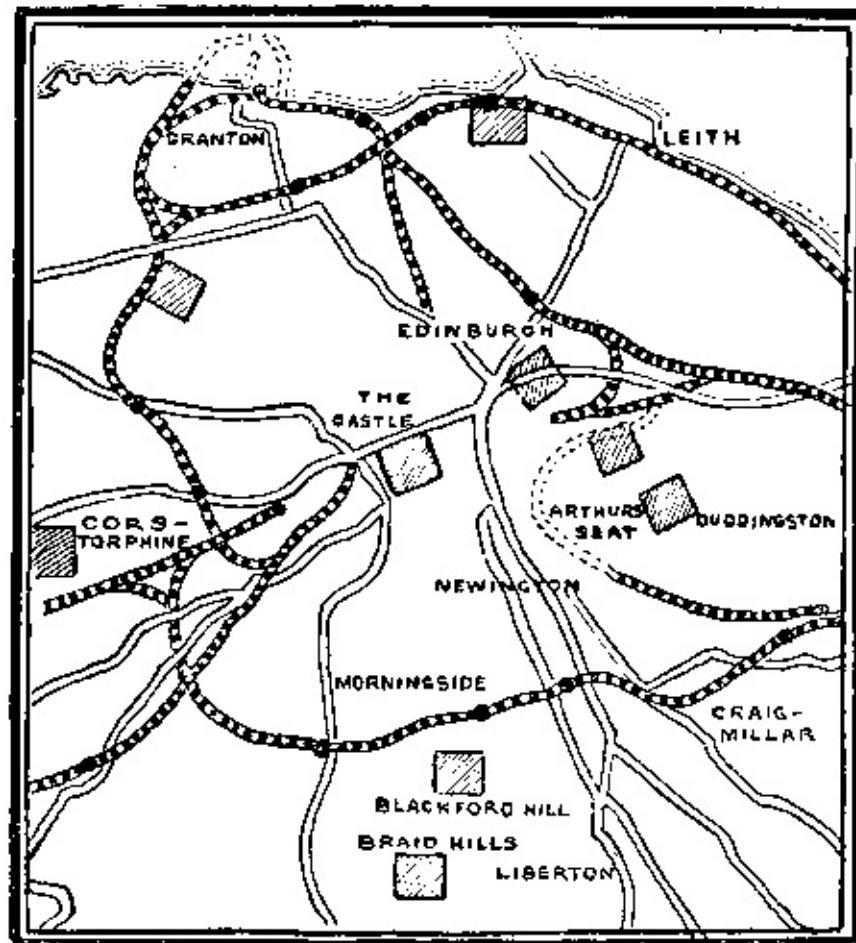 GRANTON
LEITH
EDINBURGH
THE
CASTLE
CORS-
TORPHINE
ARTHURS
SEAT
DUDDINGSTON
NEWINGTON
MORNINGSIDE
CRAIG-
MILLAR
BLACKFORD HILL
BRAID HILLS
LIBERTON